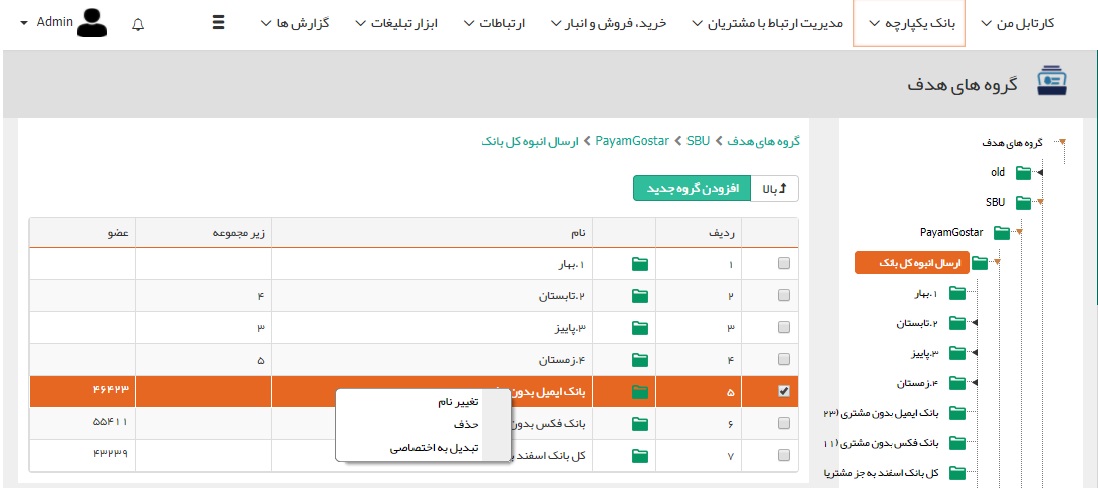 کارتابل من بانک یکپارچه مدیریت ارتباط با مشتریان خرید، فروش و انبار ارتباطات ابزار تبلیغات گزارش ها Admin
گروه های هدف
گروه های هدف
old
SBU
PayamGostar
ارسال انبوه کل بانک
۱.بهار
۲.تابستان
۳.پاییز
۴.زمستان
بانک ایمیل بدون مشتری (۲۳
بانک فکس بدون مشتری (۱۱
کل بانک اسفند به جز مشتریا
گروه های هدف > SBU > PayamGostar > ارسال انبوه کل بانک
بالا افزودن گروه جدید
ردیف نام زیر مجموعه عضو
۱ ۱.بهار
۲ ۲.تابستان ۴
۳ ۳.پاییز ۳
۴ ۴.زمستان ۵
۵ بانک ایمیل بدون ۴۶۴۲۳
۶ بانک فکس بدون ۵۵۴۱۱
۷ کل بانک اسفند ۴۳۲۳۹
تغییر نام
حذف
تبدیل به اختصاصی